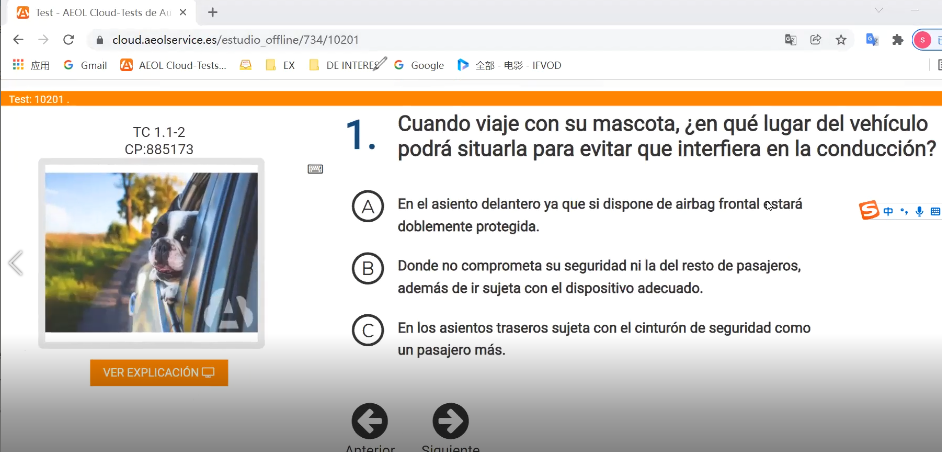 Test - AEOL Cloud-Tests de Au
cloud.aeolservice.es/estudio_offline/734/10201
应用 Gmail AEOL Cloud-Tests... EX DE INTERES Google 全部 - 电影 - IFVOD
Test: 10201 .
TC 1.1-2
CP:885173
VER EXPLICACIÓN
1.
Cuando viaje con su mascota, ¿en qué lugar del vehículo
podrá situarla para evitar que interfiera en la conducción?
A En el asiento delantero ya que si dispone de airbag frontal estará
doblemente protegida.
B Donde no comprometa su seguridad ni la del resto de pasajeros,
además de ir sujeta con el dispositivo adecuado.
C En los asientos traseros sujeta con el cinturón de seguridad como
un pasajero más.
Anterior Siguiente
S 中
s